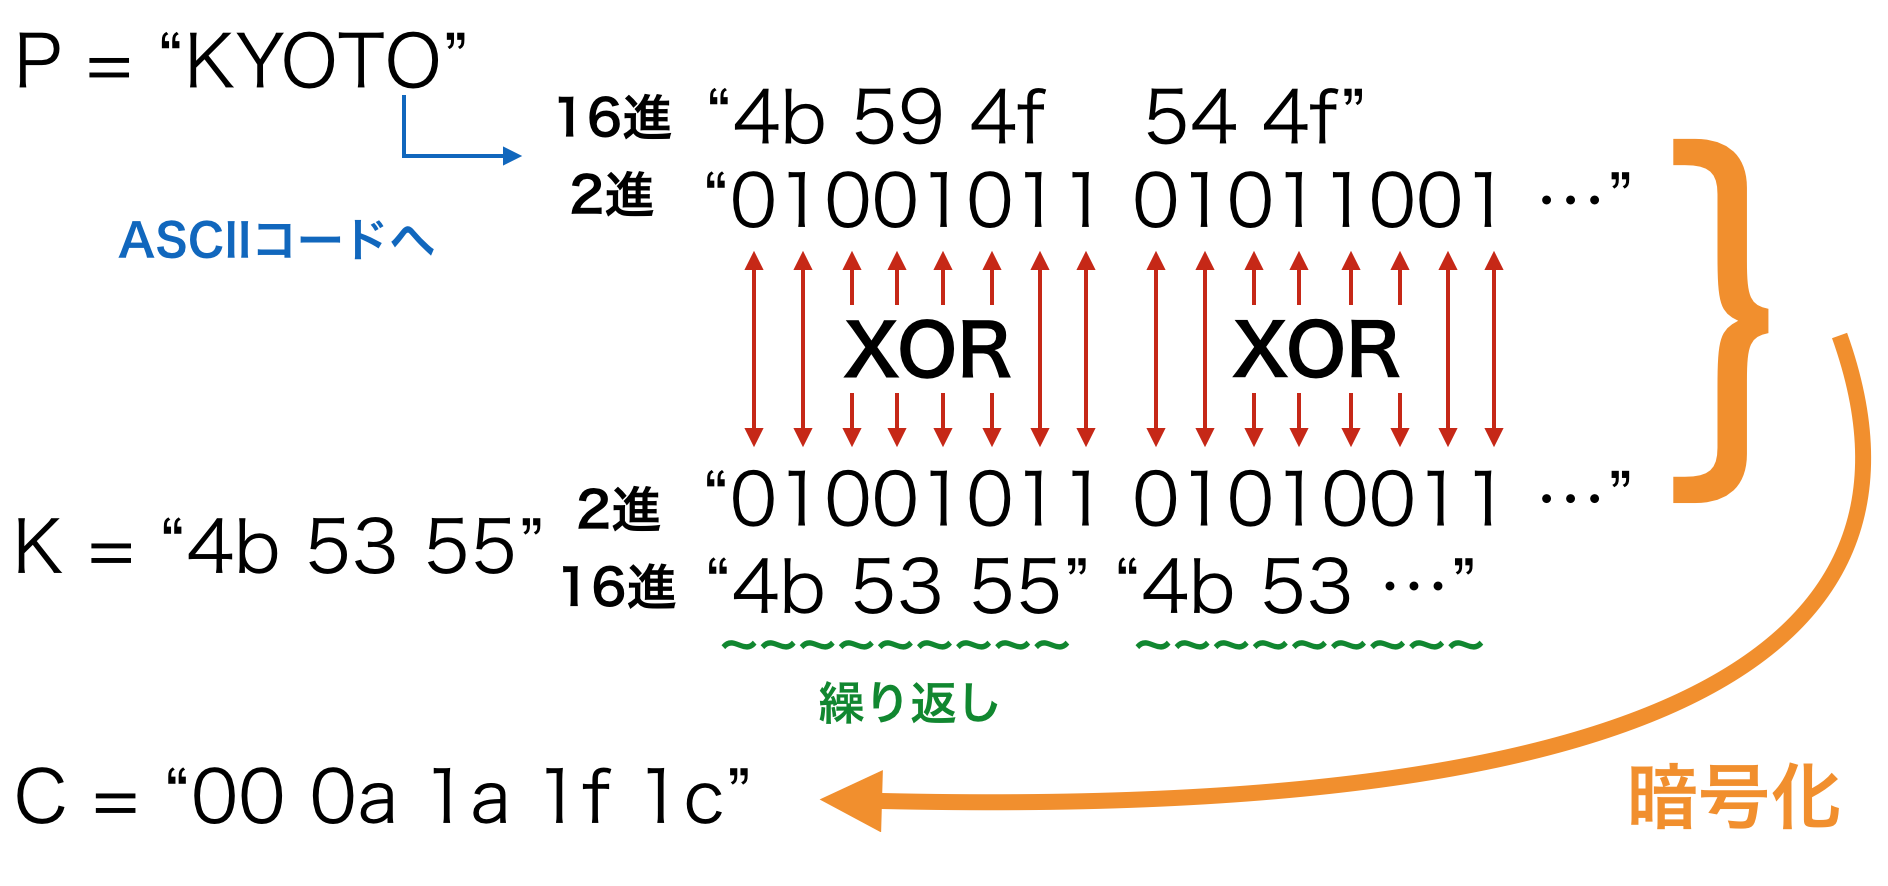 P = “KYOTO”
16進 “4b 59 4f 54 4f”
2進 “01001011 01011001 …”
ASCIIコードへ
XOR XOR
2進 “01001011 01010011 …”
K = “4b 53 55”
16進 “4b 53 55” “4b 53 …”
~~~~~~~~~ ~~~~~~~~~
繰り返し
C = “00 0a 1a 1f 1c”
暗号化